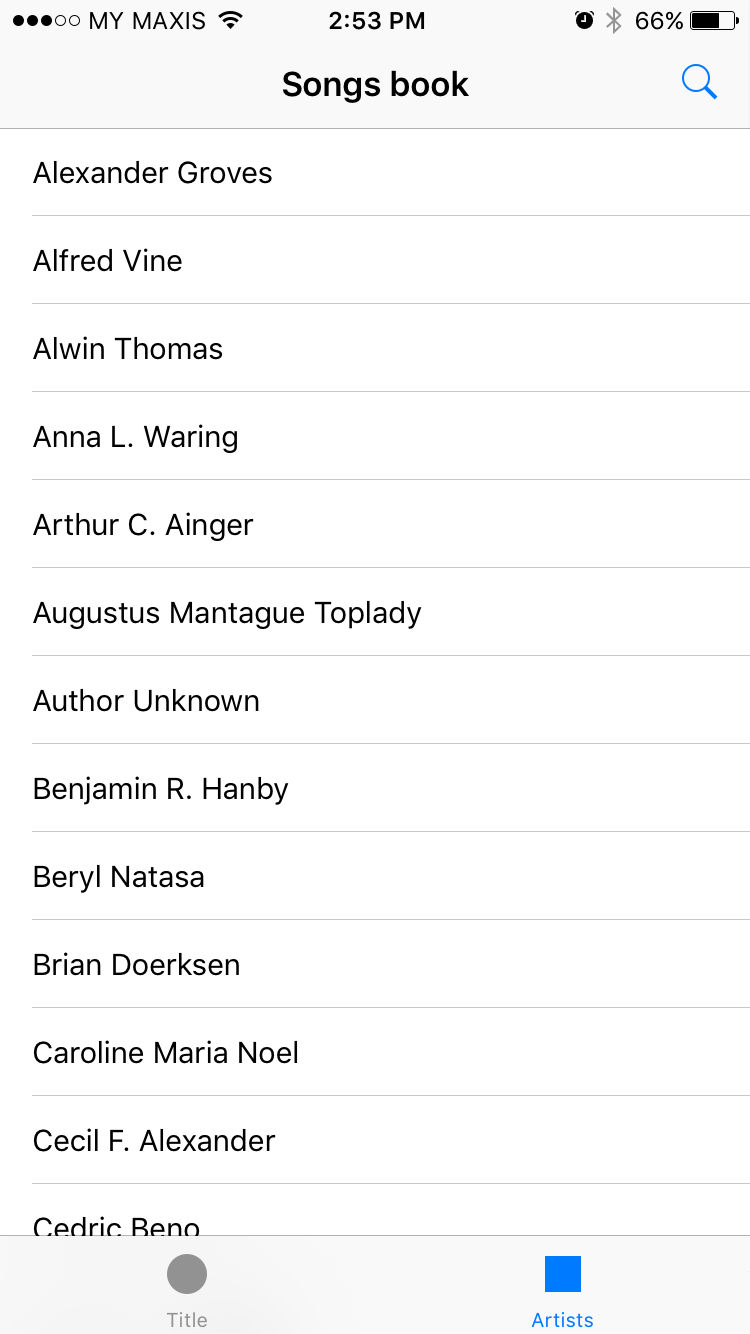 MY MAXIS 2:53 PM 66%
Songs book
Alexander Groves
Alfred Vine
Alwin Thomas
Anna L. Waring
Arthur C. Ainger
Augustus Mantague Toplady
Author Unknown
Benjamin R. Hanby
Beryl Natasa
Brian Doerksen
Caroline Maria Noel
Cecil F. Alexander
Cedric Beno
Title Artists